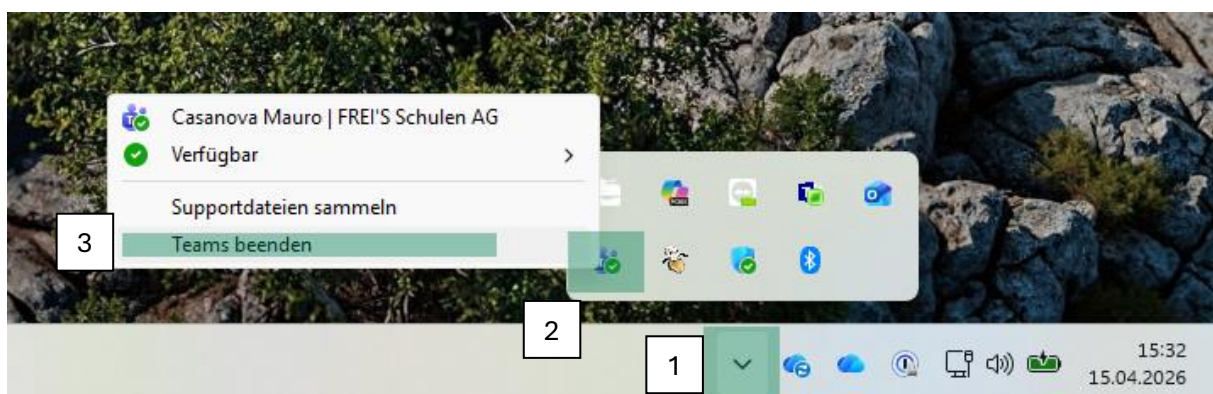 Casanova Mauro | FREI'S Schulen AG
Verfügbar
Supportdateien sammeln
3
Teams beenden
2
1
15:32
15.04.2026